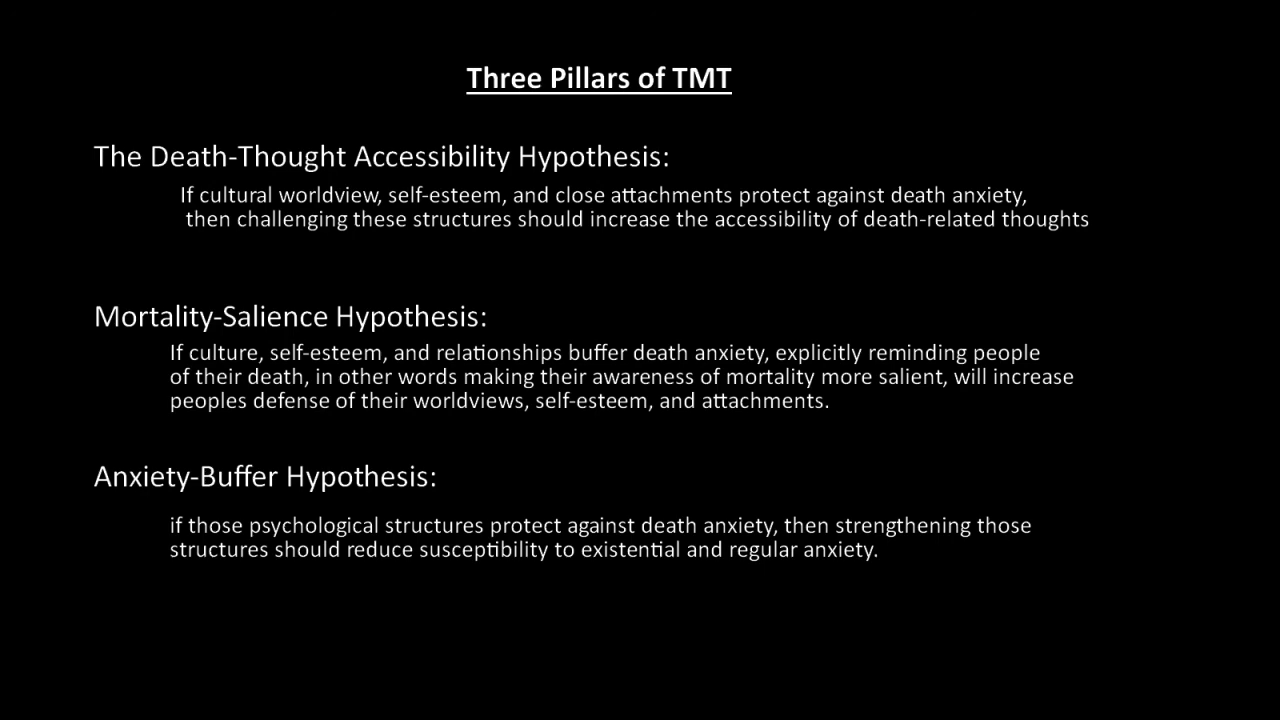 Three Pillars of TMT
The Death-Thought Accessibility Hypothesis:
If cultural worldview, self-esteem, and close attachments protect against death anxiety,
then challenging these structures should increase the accessibility of death-related thoughts
Mortality-Salience Hypothesis:
If culture, self-esteem, and relationships buffer death anxiety, explicitly reminding people
of their death, in other words making their awareness of mortality more salient, will increase
peoples defense of their worldviews, self-esteem, and attachments.
Anxiety-Buffer Hypothesis:
if those psychological structures protect against death anxiety, then strengthening those
structures should reduce susceptibility to existential and regular anxiety.